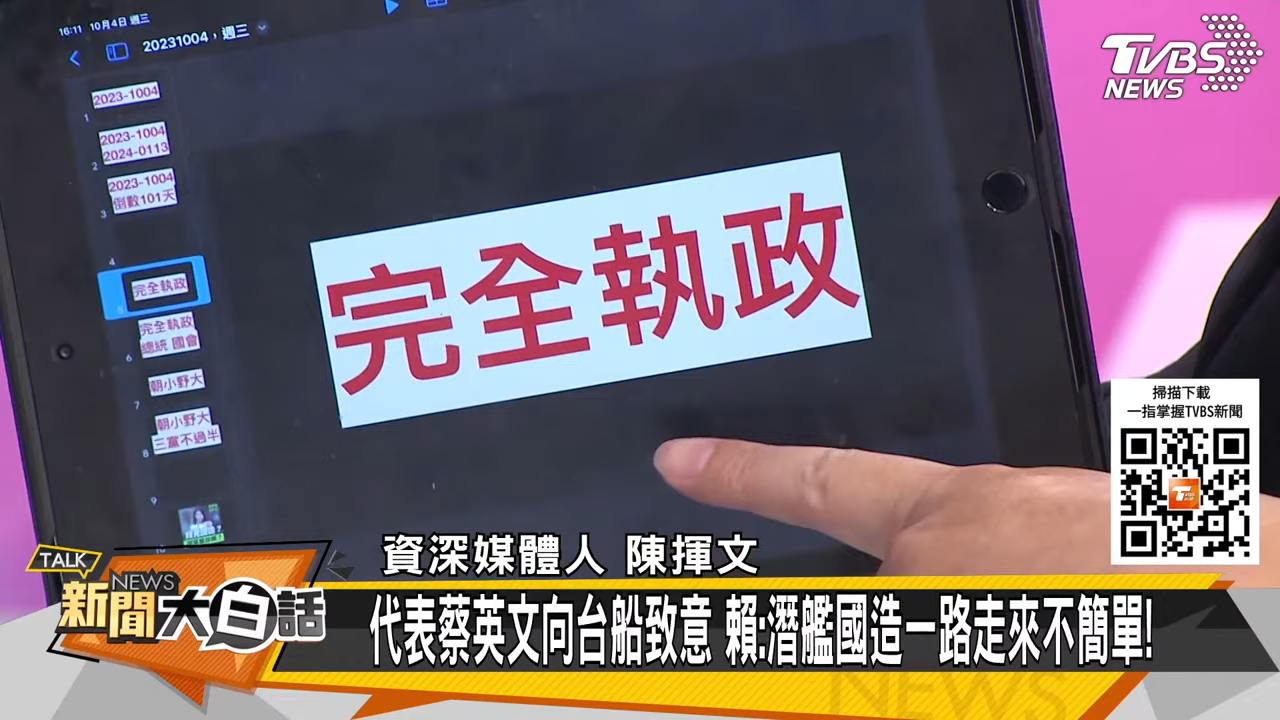 16:11 10月4日 週三
20231004，週三
TVBS
NEWS
2023-1004
1
2023-1004
2024-0113
2
2023-1004
倒數101天
3
4
完全執政
5
完全執政
總統 國會
6
朝小野大
7
朝小野大
三黨不過半
8
9
10
完全執政
掃描下載
一指掌握TVBS新聞
資深媒體人 陳揮文
TALK
NEWS
新聞大白話
代表蔡英文向台船致意 賴:潛艦國造一路走來不簡單!
NEWS